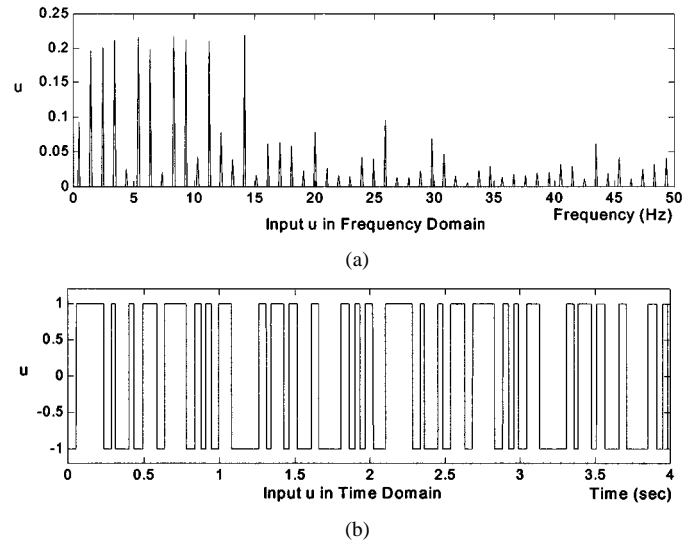 0.25
0.2
0.15
u
0.1
0.05
0
0 5 10 15 20 25 30 35 40 45 50
Input u in Frequency Domain
Frequency (Hz)
(a)
1
0.5
u
0
-0.5
-1
0 0.5 1 1.5 2 2.5 3 3.5 4
Input u in Time Domain
Time (sec)
(b)